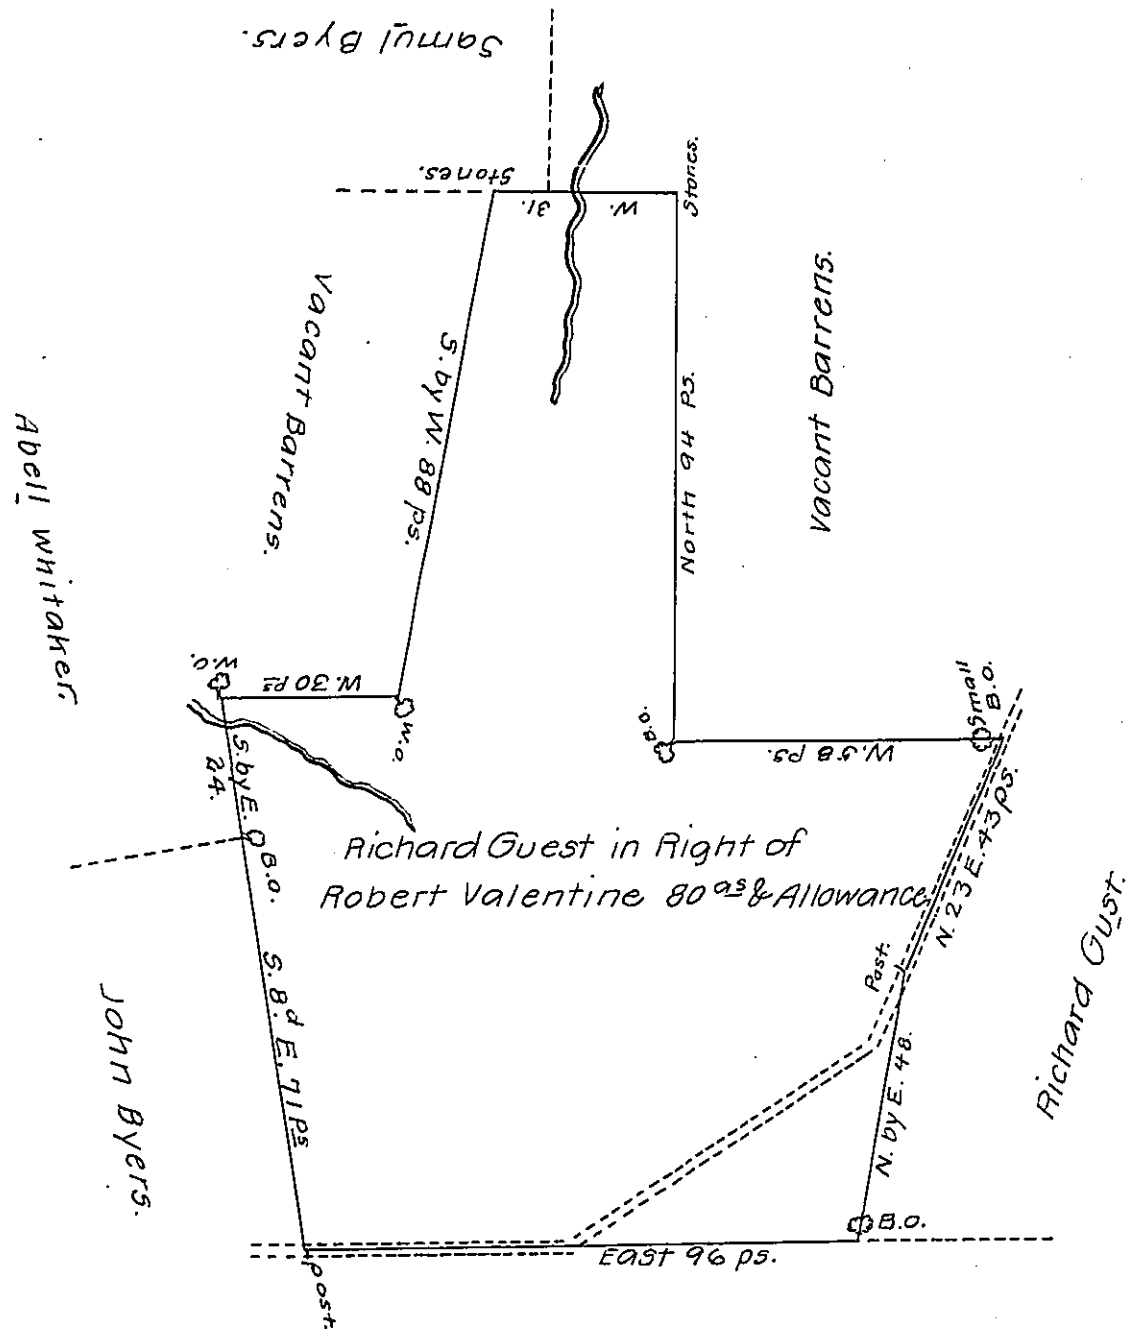 Samul Byers.
Stones.
Stones.
31.
W.
Vacant Barrens.
S. by W. 88 ps.
North 94 Ps.
Vacant Barrens.
Abell Whitaker.
W.O.
W. 30 ps
W.O.
B.O.
W. 58 ps.
Small
B.O.
S. by E.
24.
B.O.
Richard Guest in Right of
Robert Valentine 80 as & Allowance
N. 23 E. 43 ps.
Post.
Richard Gust.
S. 8d E. 71 Ps
John Byers.
N. by E. 48.
B.O.
East 96 ps.
Post.